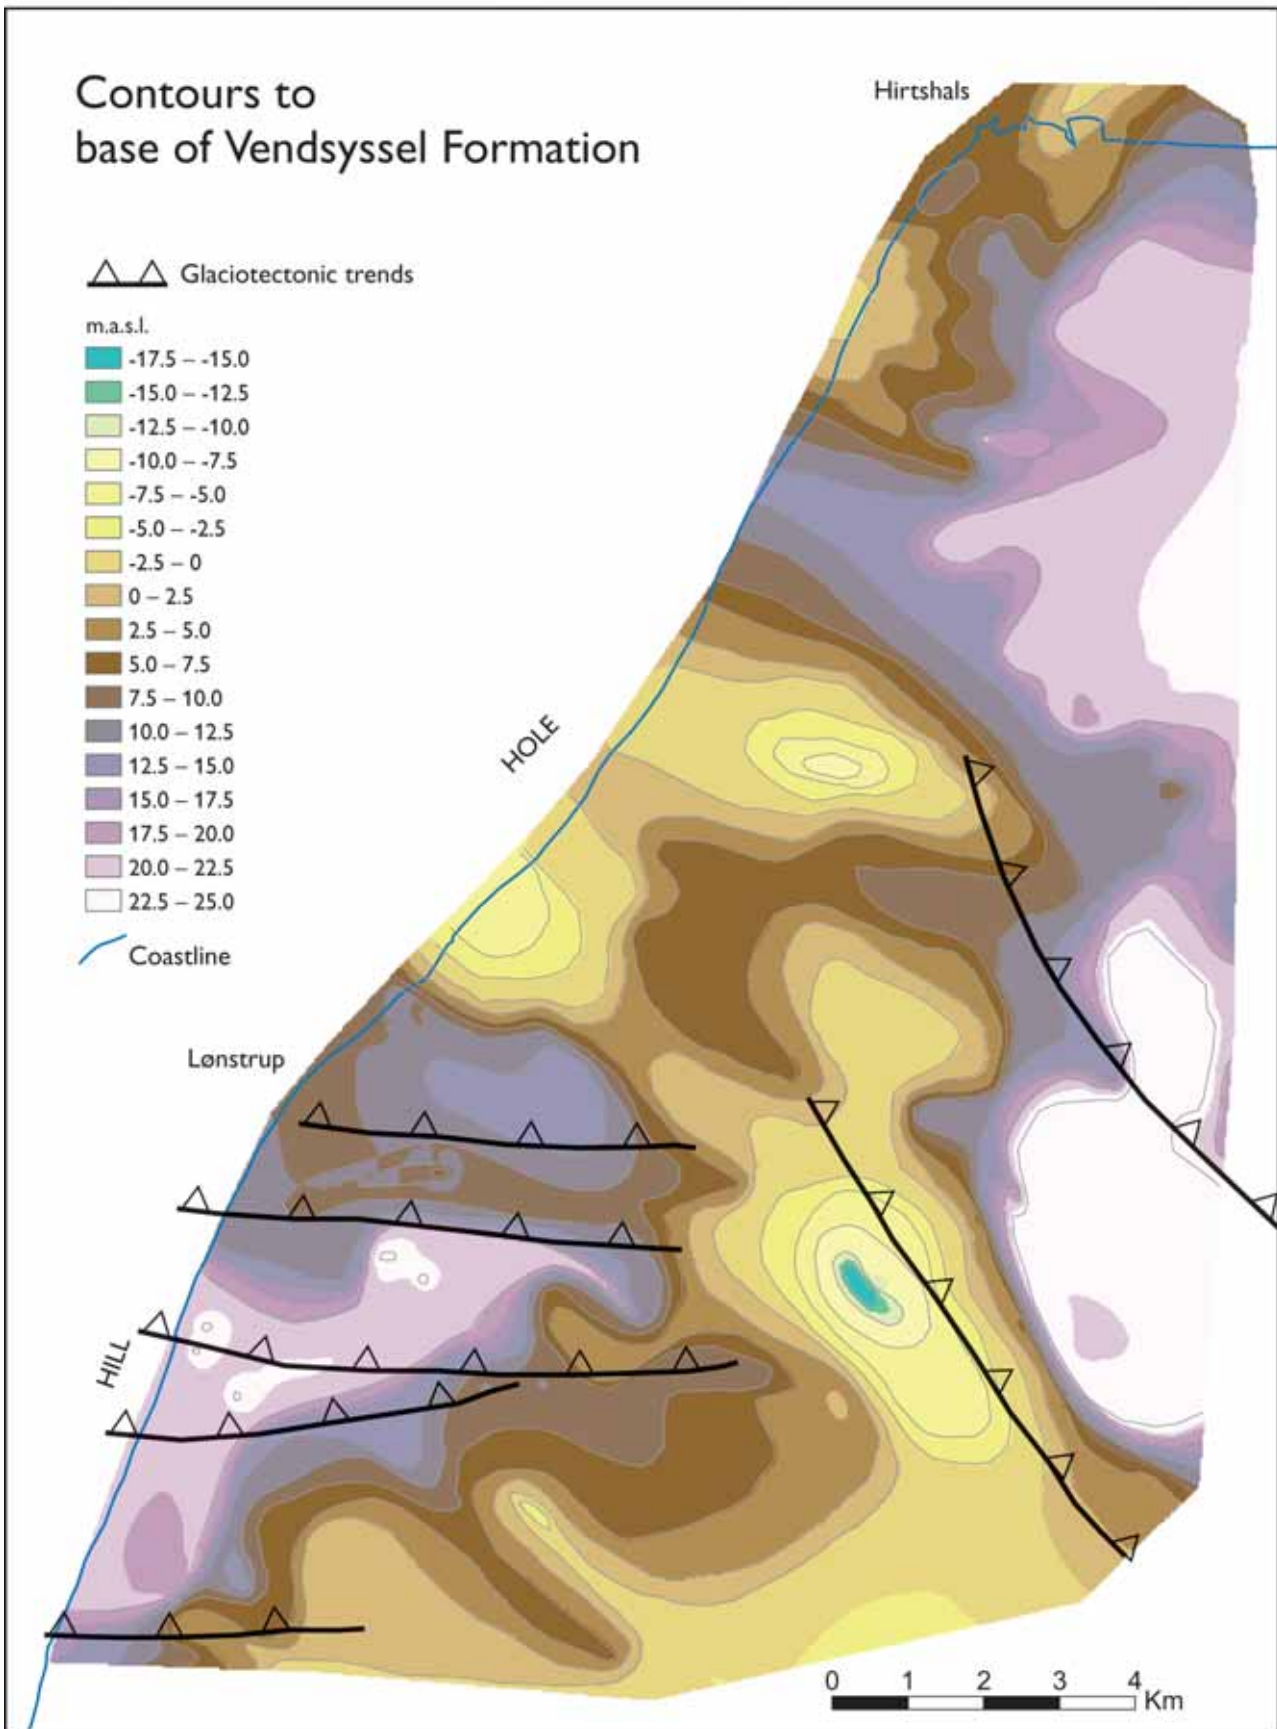 Contours to
base of Vendsyssel Formation
Hirtshals
Glaciotectonic trends
m.a.s.l.
-17.5 – -15.0
-15.0 – -12.5
-12.5 – -10.0
-10.0 – -7.5
-7.5 – -5.0
-5.0 – -2.5
-2.5 – 0
0 – 2.5
2.5 – 5.0
5.0 – 7.5
7.5 – 10.0
10.0 – 12.5
12.5 – 15.0
15.0 – 17.5
17.5 – 20.0
20.0 – 22.5
22.5 – 25.0
Coastline
HOLE
Lønstrup
HILL
0 1 2 3 4
Km